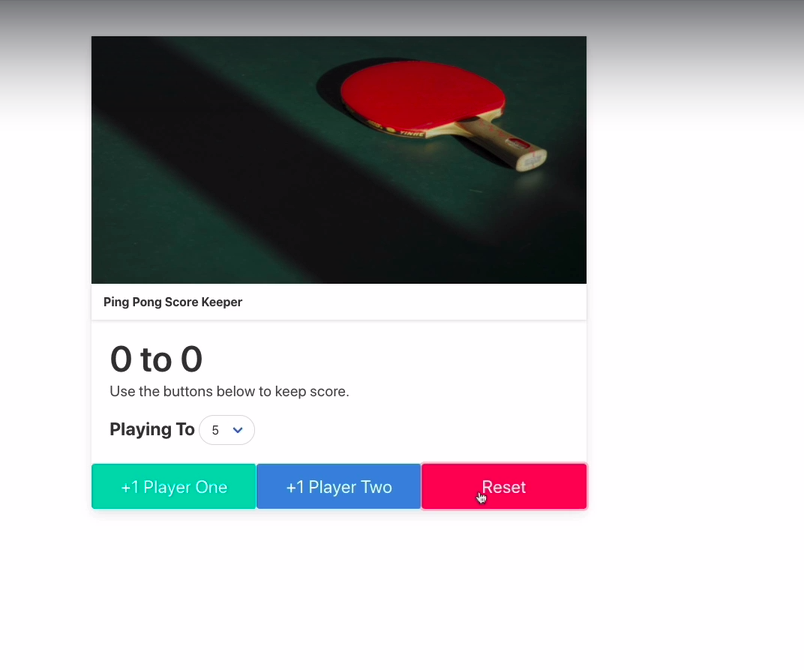 Ping Pong Score Keeper
0 to 0
Use the buttons below to keep score.
Playing To 5
+1 Player One +1 Player Two Reset